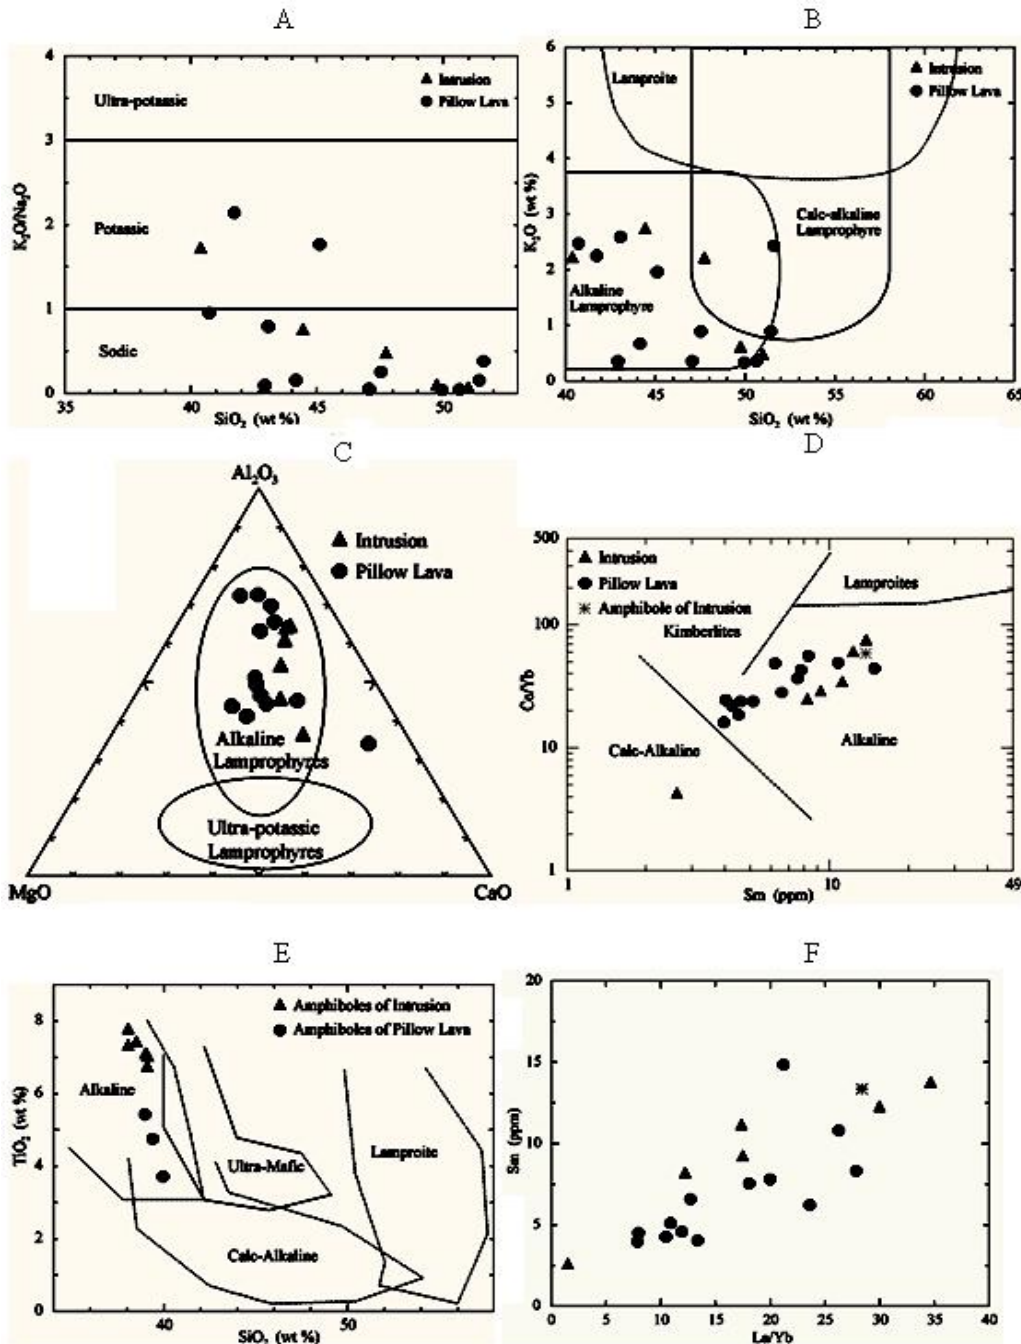 A
4
3
2
1
0
K₂O/Na₂O
Ultra-potassic
Potassic
Sodic
Intrusion
Pillow Lava
35
40
45
50
SiO₂ (wt %)
B
6
5
4
3
2
1
0
K₂O (wt %)
Lamproite
Intrusion
Pillow Lava
Calc-alkaline
Lamprophyre
Alkaline
Lamprophyre
40
45
50
55
60
65
SiO₂ (wt %)
C
Al₂O₃
Intrusion
Pillow Lava
Alkaline
Lamprophyres
Ultra-potassic
Lamprophyres
MgO
CaO
D
500
100
10
1
Ce/Yb
Intrusion
Pillow Lava
Amphibole of Intrusion
Lamproites
Kimberlites
Calc-Alkaline
Alkaline
1
10
49
Sm (ppm)
E
8
6
4
2
0
TiO₂ (wt %)
Amphiboles of Intrusion
Amphiboles of Pillow Lava
Alkaline
Ultra-Mafic
Lamproite
Calc-Alkaline
40
50
SiO₂ (wt %)
F
20
15
10
5
0
Sm (ppm)
0
10
20
30
40
La/Yb